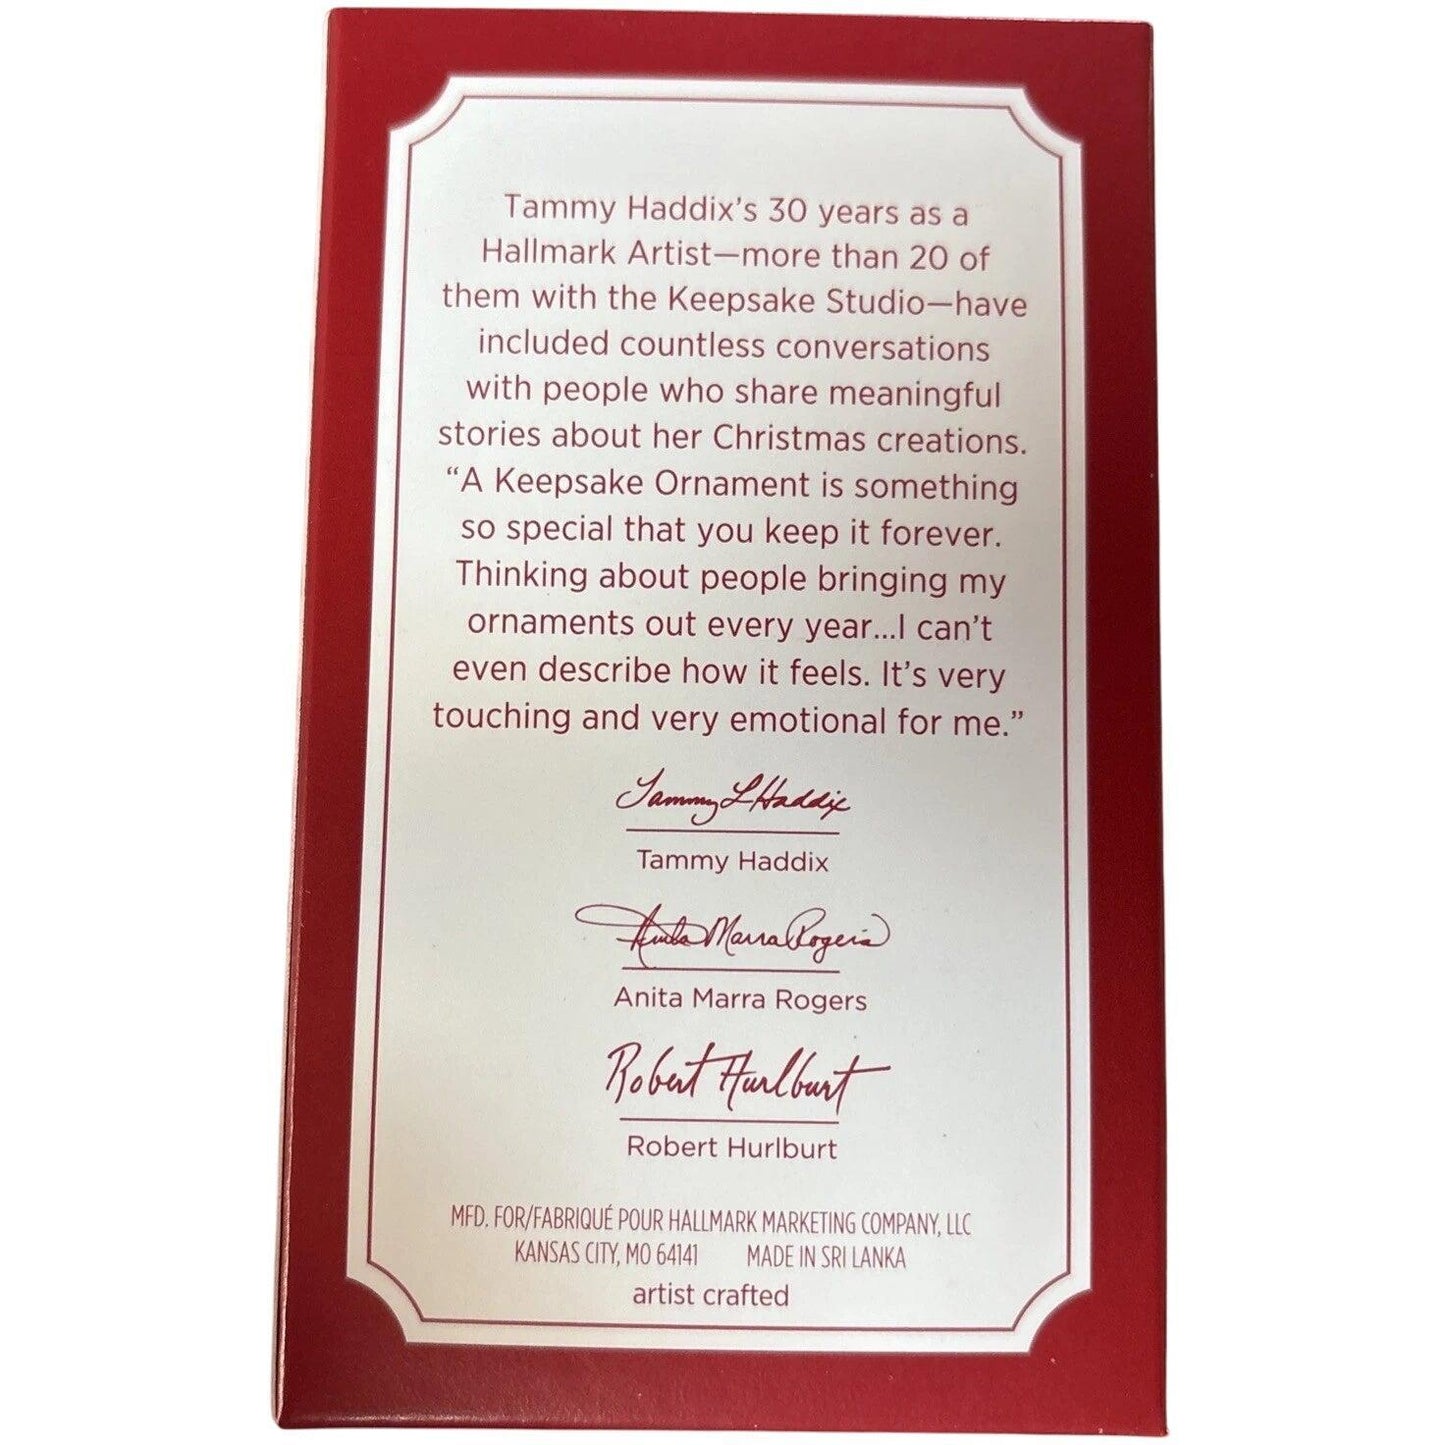 Tammy Haddix’s 30 years as a
Hallmark Artist—more than 20 of
them with the Keepsake Studio—have
included countless conversations
with people who share meaningful
stories about her Christmas creations.
“A Keepsake Ornament is something
so special that you keep it forever.
Thinking about people bringing my
ornaments out every year...I can’t
even describe how it feels. It’s very
touching and very emotional for me.”
Tammy L Haddix
Tammy Haddix
Anita Marra Rogers
Anita Marra Rogers
Robert Hurlburt
Robert Hurlburt
MFD. FOR/FABRIQUÉ POUR HALLMARK MARKETING COMPANY, LLC
KANSAS CITY, MO 64141 MADE IN SRI LANKA
artist crafted